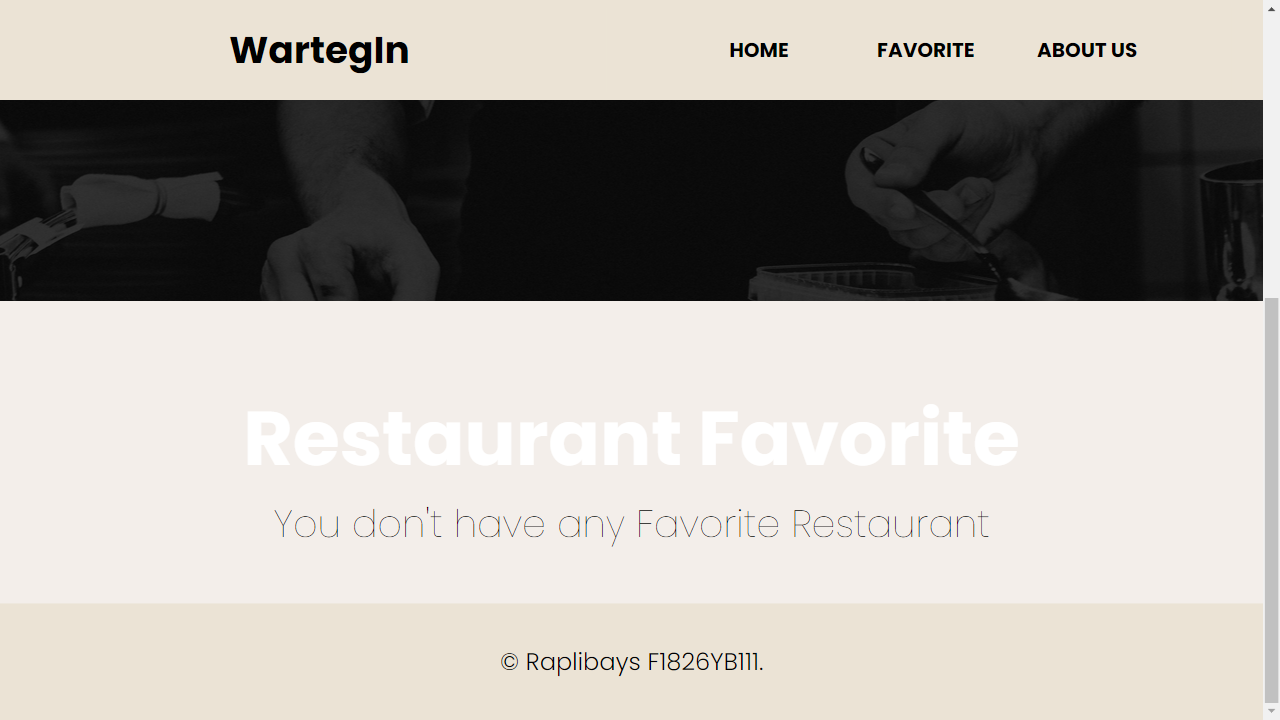 WartegIn
HOME FAVORITE ABOUT US
Restaurant Favorite
You don't have any Favorite Restaurant
© Raplibays F1826YB111.